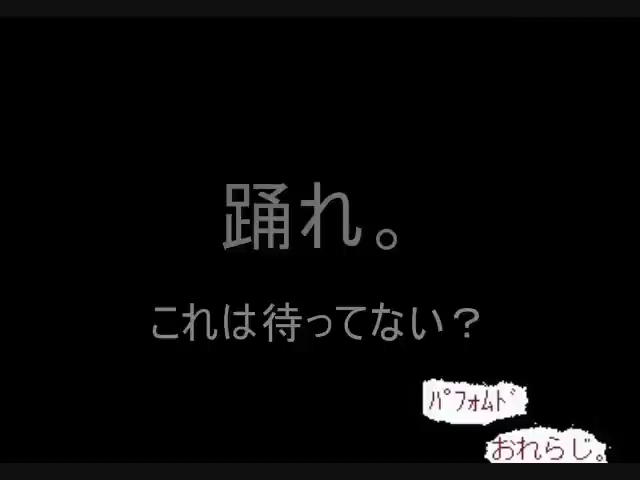 踊れ。
これは待ってない？
ﾊﾟﾌｫﾑﾄﾞ
おれらじ。